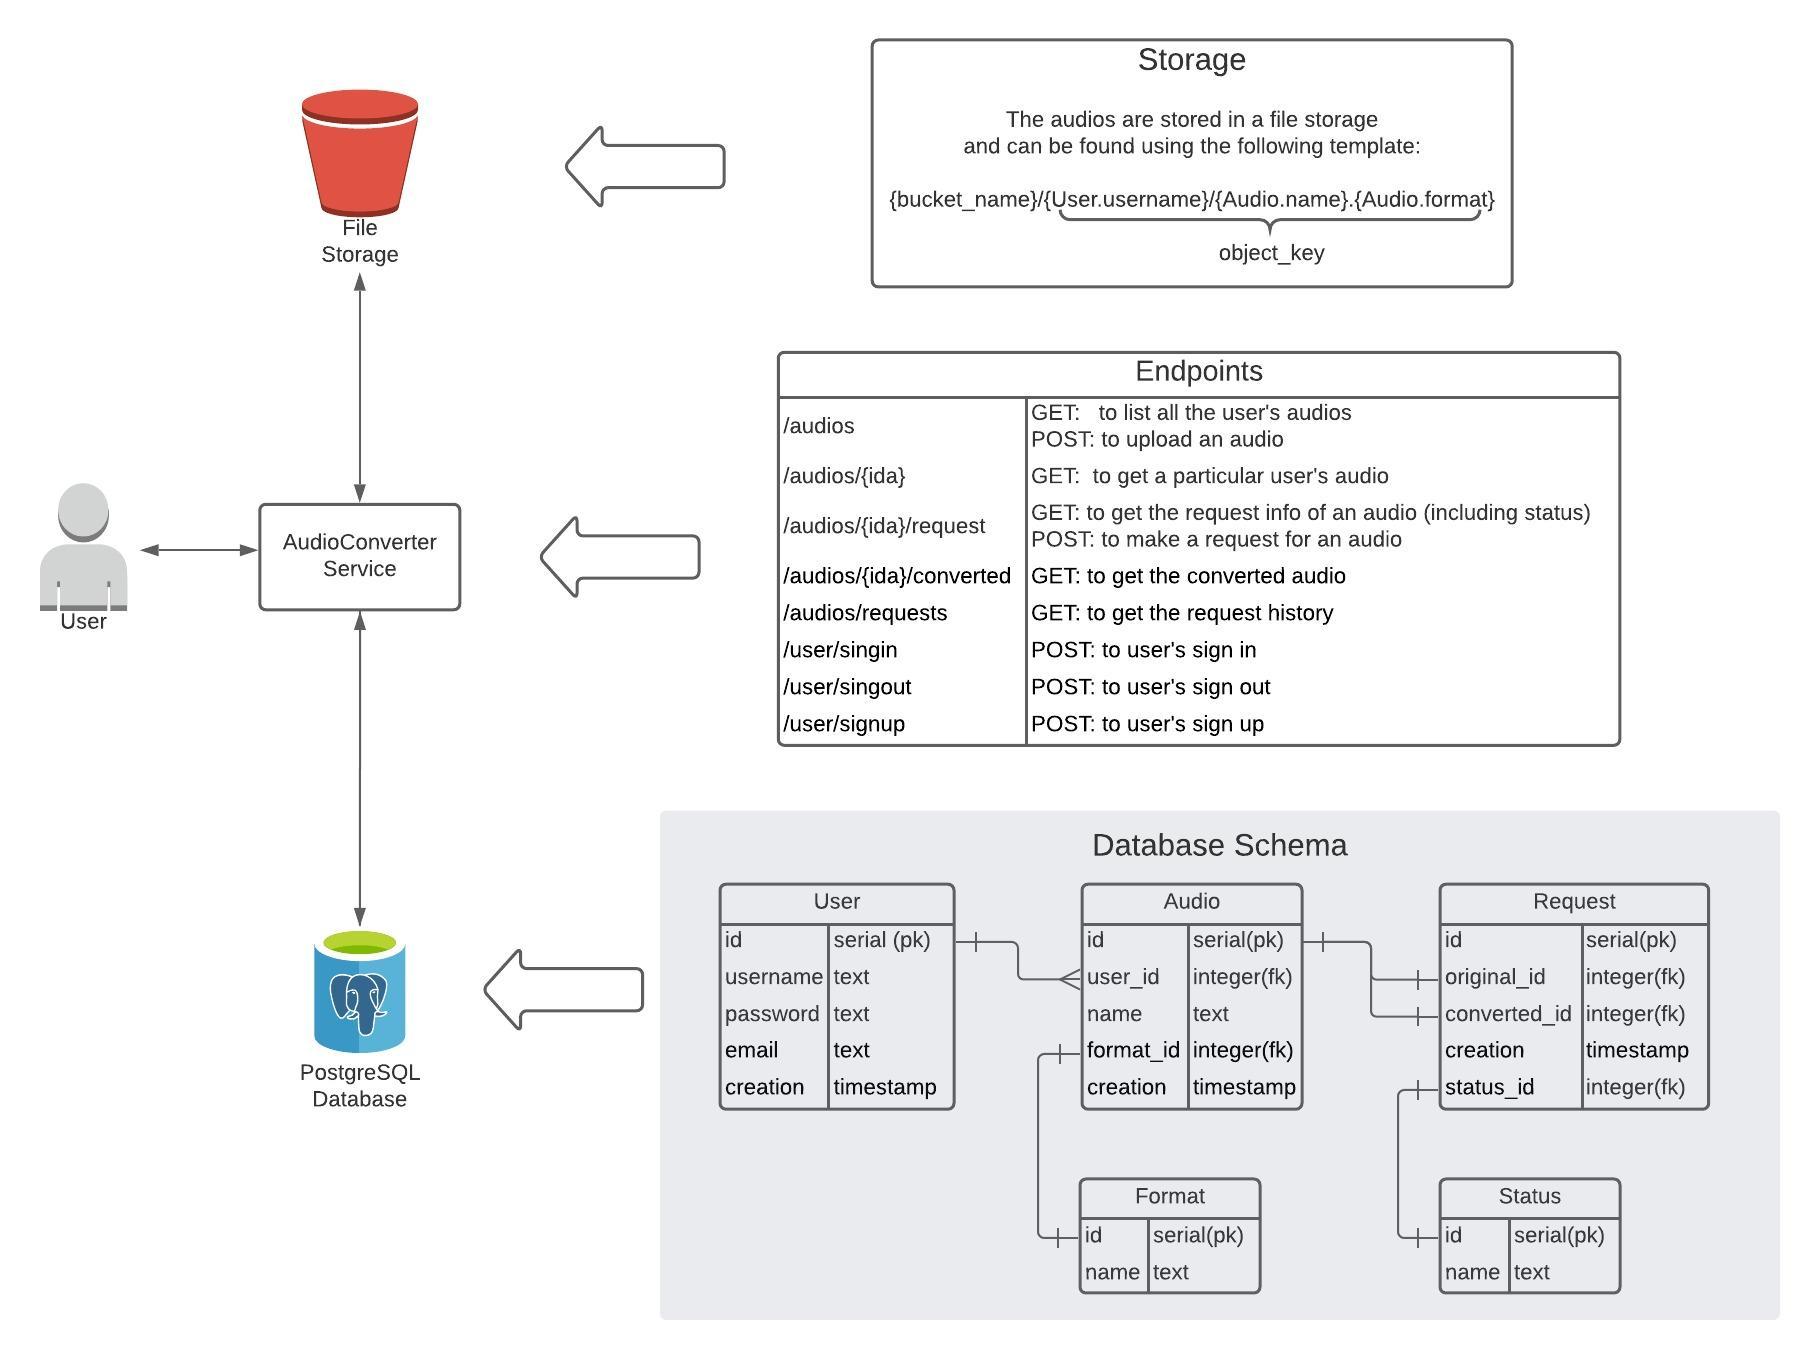 Storage
The audios are stored in a file storage
and can be found using the following template:
{bucket_name}/{User.username}/{Audio.name}.{Audio.format}
object_key
File
Storage
Endpoints
/audios
GET: to list all the user's audios
POST: to upload an audio
/audios/{ida}
GET: to get a particular user's audio
/audios/{ida}/request
GET: to get the request info of an audio (including status)
POST: to make a request for an audio
/audios/{ida}/converted
GET: to get the converted audio
/audios/requests
GET: to get the request history
/user/singin
POST: to user's sign in
/user/singout
POST: to user's sign out
/user/signup
POST: to user's sign up
AudioConverter
Service
User
Database Schema
User
id serial (pk)
username text
password text
email text
creation timestamp
Audio
id serial(pk)
user_id integer(fk)
name text
format_id integer(fk)
creation timestamp
Request
id serial(pk)
original_id integer(fk)
converted_id integer(fk)
creation timestamp
status_id integer(fk)
Format
id serial(pk)
name text
Status
id serial(pk)
name text
PostgreSQL
Database